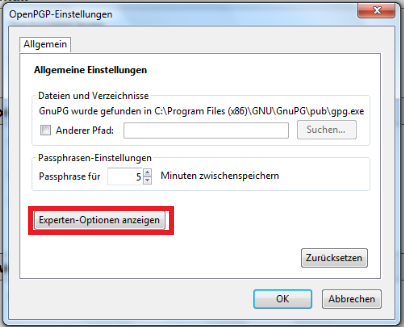 OpenPGP-Einstellungen
Allgemein
Allgemeine Einstellungen
Dateien und Verzeichnisse
GnuPG wurde gefunden in C:\Program Files (x86)\GNU\GnuPG\pub\gpg.exe
Anderer Pfad:
Suchen...
Passphrasen-Einstellungen
Passphrase für 5 Minuten zwischenspeichern
Experten-Optionen anzeigen
Zurücksetzen
OK Abbrechen